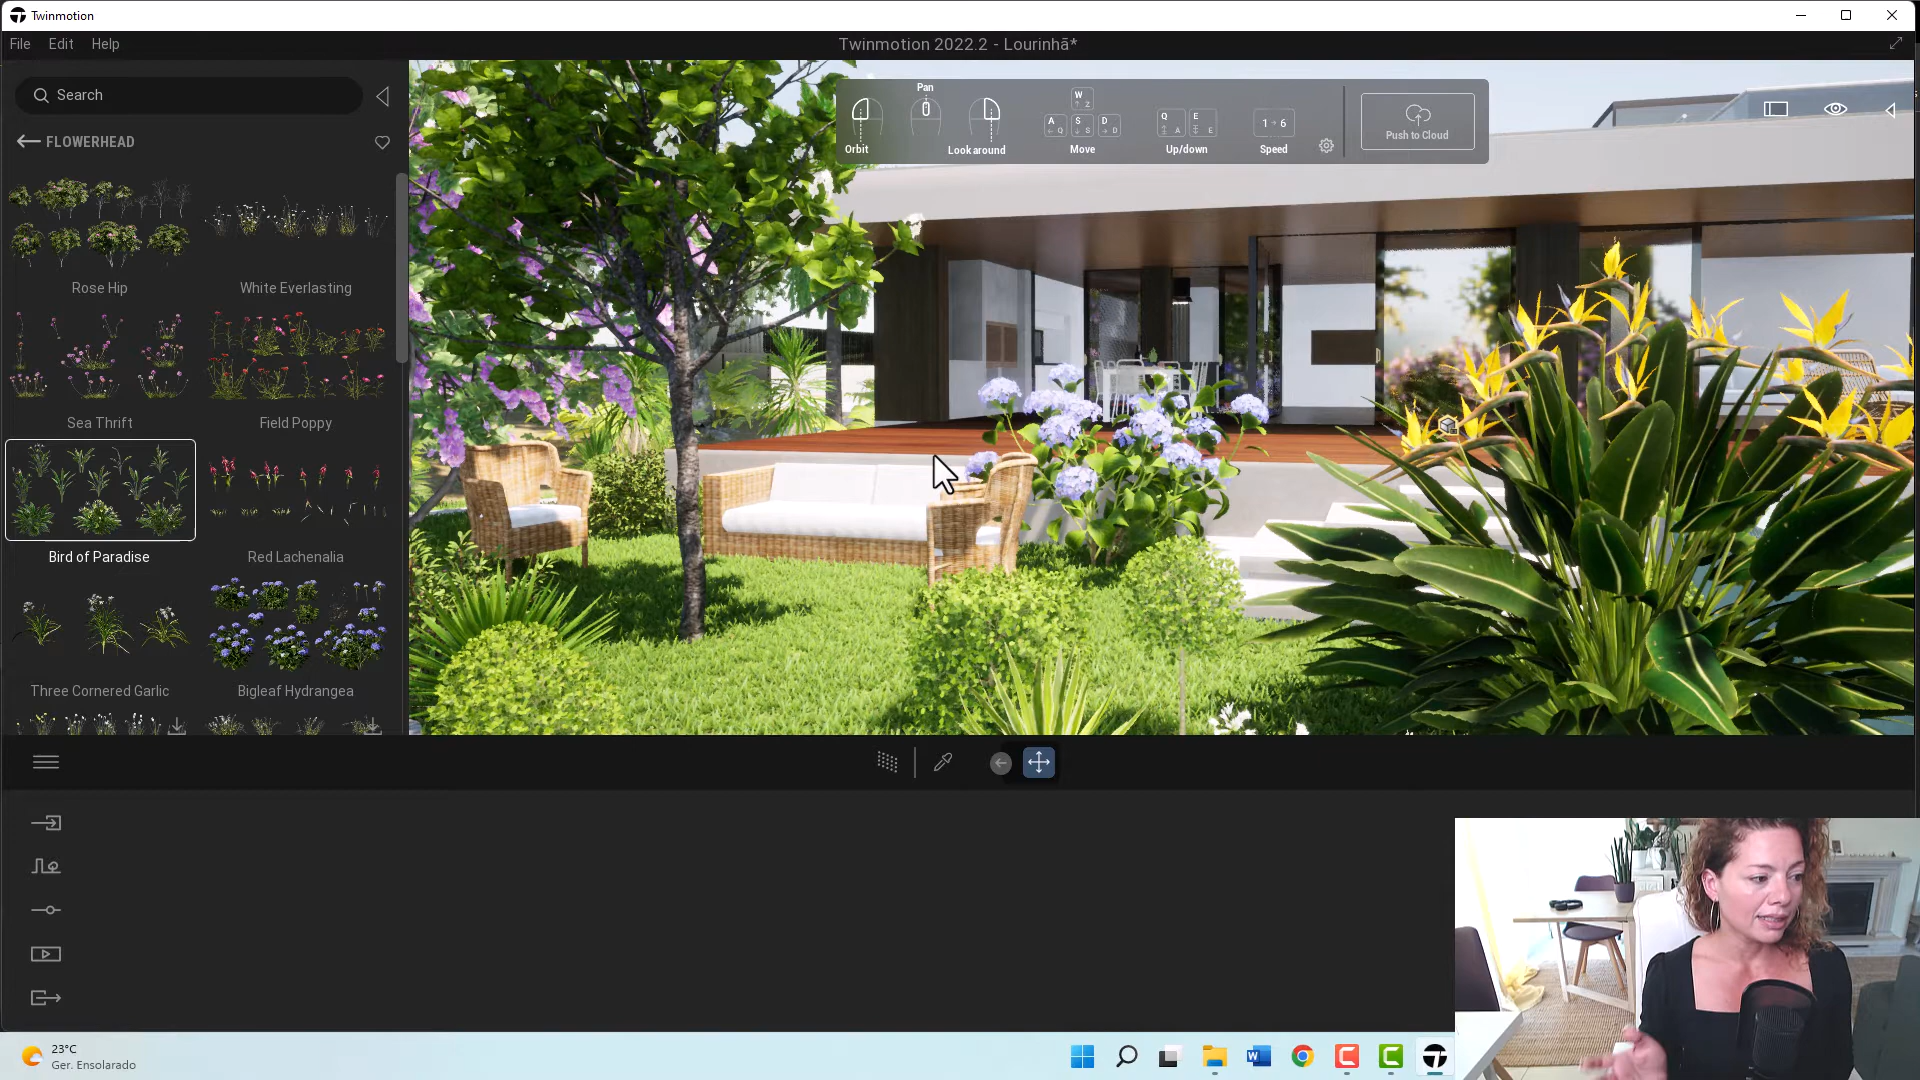 Twinmotion
File Edit Help
Twinmotion 2022.2 - Lourinhã*
Search
FLOWERHEAD
Rose Hip
White Everlasting
Sea Thrift
Field Poppy
Bird of Paradise
Red Lachenalia
Three Cornered Garlic
Bigleaf Hydrangea
Pan
Orbit
Look around
W
Z
A
Q
S
S
D
D
Move
Q
A
E
E
Up/down
1 - 6
Speed
Push to Cloud
23°C
Ger. Ensolarado